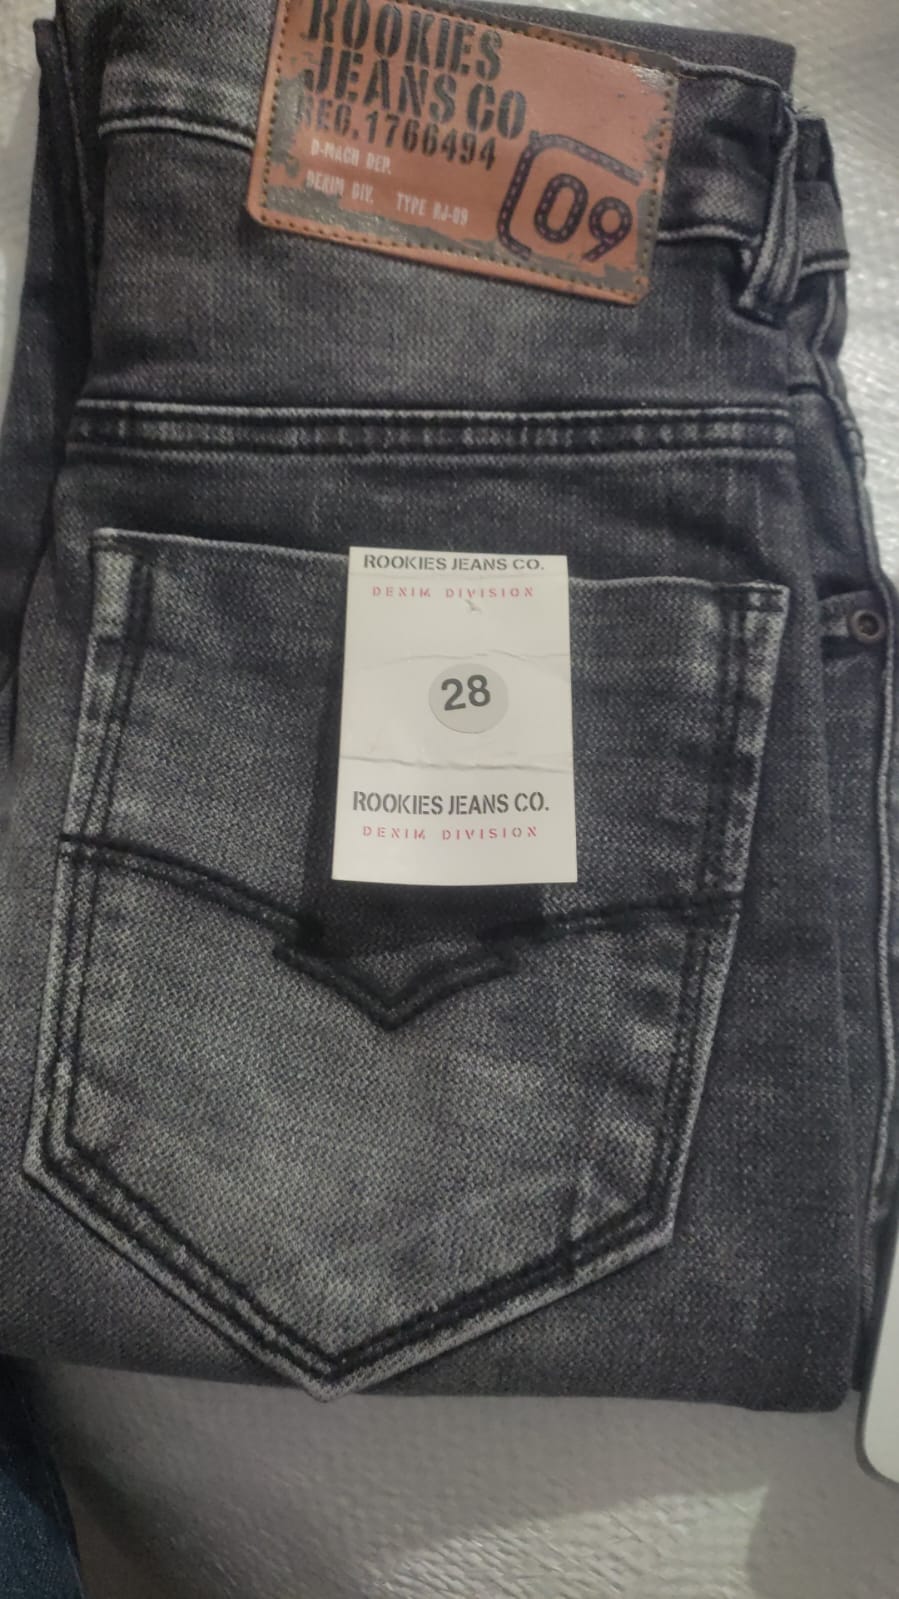 ROOKIES
JEANS CO.
REG.1766494
D-MACH DEP.
DENIM DIV. TYPE RJ-09
09
ROOKIES JEANS CO.
DENIM DIVISION
28
ROOKIES JEANS CO.
DENIM DIVISION